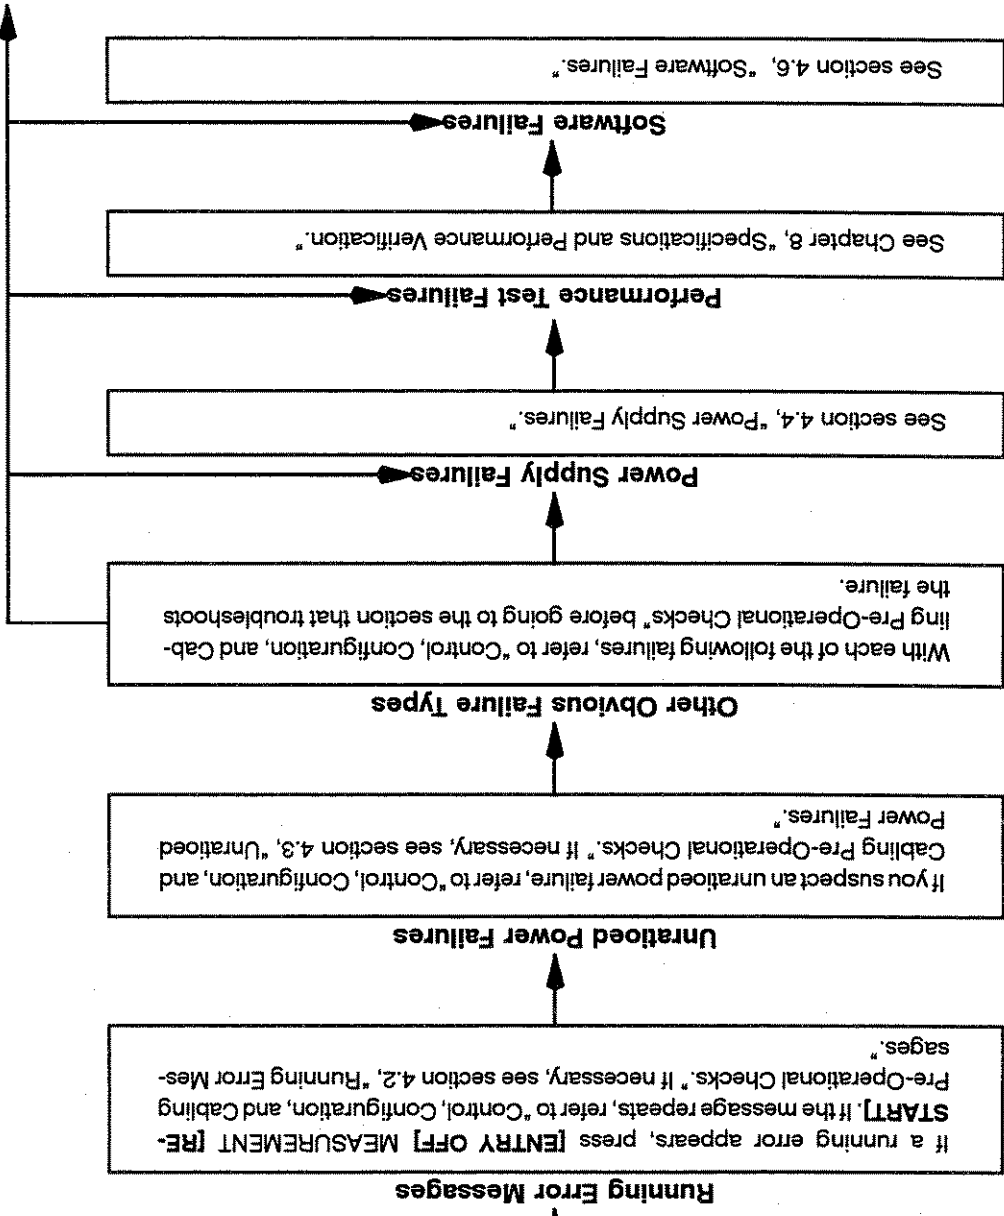 Running Error Messages
If a running error appears, press [ENTRY OFF] MEASUREMENT [RE-
START]. If the message repeats, refer to "Control, Configuration, and Cabling
Pre-Operational Checks." If necessary, see section 4.2, "Running Error Mes-
sages."
Unratioed Power Failures
If you suspect an unratioed power failure, refer to "Control, Configuration, and
Cabling Pre-Operational Checks." If necessary, see section 4.3, "Unratioed
Power Failures."
Other Obvious Failure Types
With each of the following failures, refer to "Control, Configuration, and Cab-
ling Pre-Operational Checks" before going to the section that troubleshoots
the failure.
Power Supply Failures
See section 4.4, "Power Supply Failures."
Performance Test Failures
See Chapter 8, "Specifications and Performance Verification."
Software Failures
See section 4.6, "Software Failures."